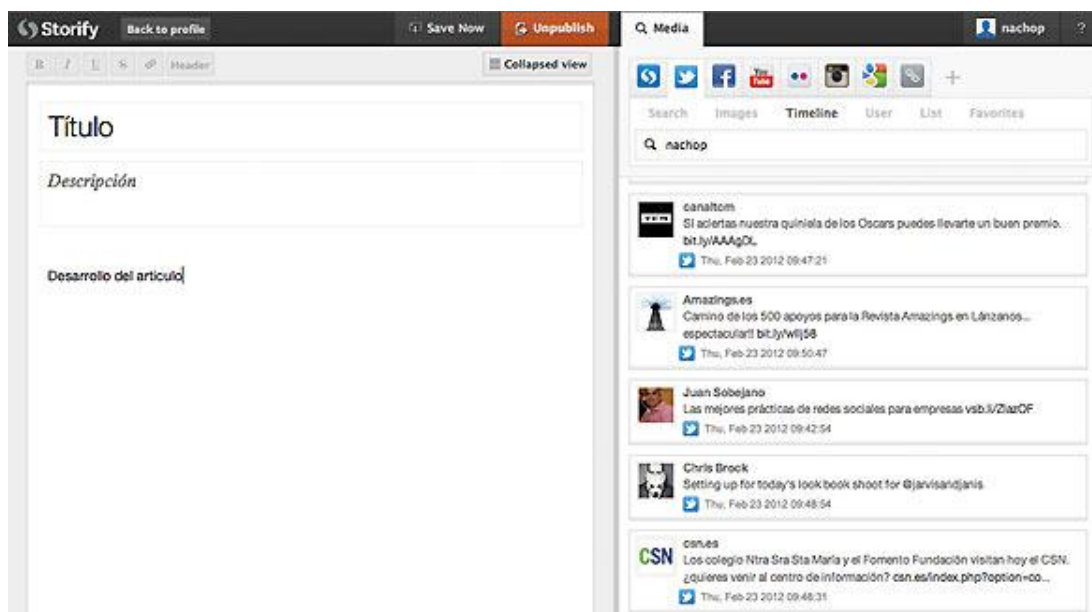 Storify Back to profile Save Now Unpublish Media nachop ?
B I U S Header Collapsed view
You Tube
Search Images Timeline User List Favorites
nachop
Título
Descripción
Desarrollo del articulo
canaltcm
Si aciertas nuestra quiniela de los Oscars puedes llevarte un buen premio.
bit.ly/AAAgDL
Thu, Feb 23 2012 09:47:21
Amazings.es
Camino de los 500 apoyos para la Revista Amazings en Lánzanos...
espectacular!! bit.ly/wIIj58
Thu, Feb 23 2012 09:50:47
Juan Sobejano
Las mejores prácticas de redes sociales para empresas vsb.li/ZlazOF
Thu, Feb 23 2012 09:42:54
Chris Brock
Setting up for today's look book shoot for @jarvisandjanis
Thu, Feb 23 2012 09:48:54
CSN
csn.es
Los colegio Ntra Sra Sta María y el Fomento Fundación visitan hoy el CSN.
¿quieres venir al centro de información? csn.es/index.php?option=co...
Thu, Feb 23 2012 09:46:31